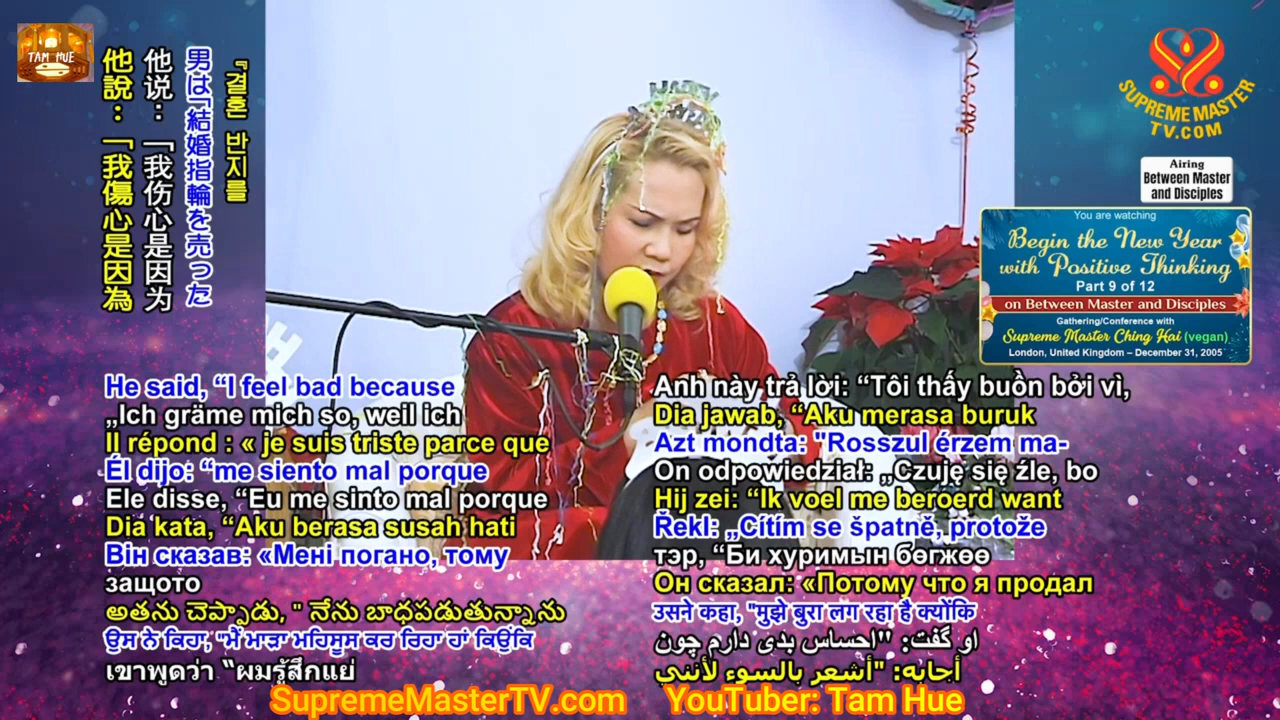 TAM HUE
他說：「我傷心是因為
他说：「我伤心是因为
男は「結婚指輪を売った
『결혼 반지를
SUPREME MASTER
TV.COM
Airing
Between Master
and Disciples
You are watching
Begin the New Year
with Positive Thinking
Part 9 of 12
on Between Master and Disciples
Gathering/Conference with
Supreme Master Ching Hai (vegan)
London, United Kingdom – December 31, 2005
He said, “I feel bad because
„Ich gräme mich so, weil ich
Il répond : « je suis triste parce que
Él dijo: “me siento mal porque
Ele disse, “Eu me sinto mal porque
Dia kata, “Aku berasa susah hati
Він сказав: «Мені погано, тому
защото
అతను చెప్పాడు, " నేను బాధపడుతున్నాను
ਉਸ ਨੇ ਕਿਹਾ, "ਮੈਂ ਮਾੜਾ ਮਹਿਸੂਸ ਕਰ ਰਿਹਾ ਹਾਂ ਕਿਉਂਕਿ
เขาพูดว่า “ผมรู้สึกแย่
Anh này trả lời: “Tôi thấy buồn bởi vì,
Dia jawab, “Aku merasa buruk
Azt mondta: "Rosszul érzem ma-
On odpowiedział: „Czuję się źle, bo
Hij zei: “Ik voel me beroerd want
Řekl: „Cítím se špatně, protože
тэр, “Би хуримын бөгжөө
Он сказал: «Потому что я продал
उसने कहा, "मुझे बुरा लग रहा है क्योंकि
او گفت: "احساس بدی دارم چون
أجابه: "أشعر بالسوء لأنني
SupremeMasterTV.com
YouTuber: Tam Hue